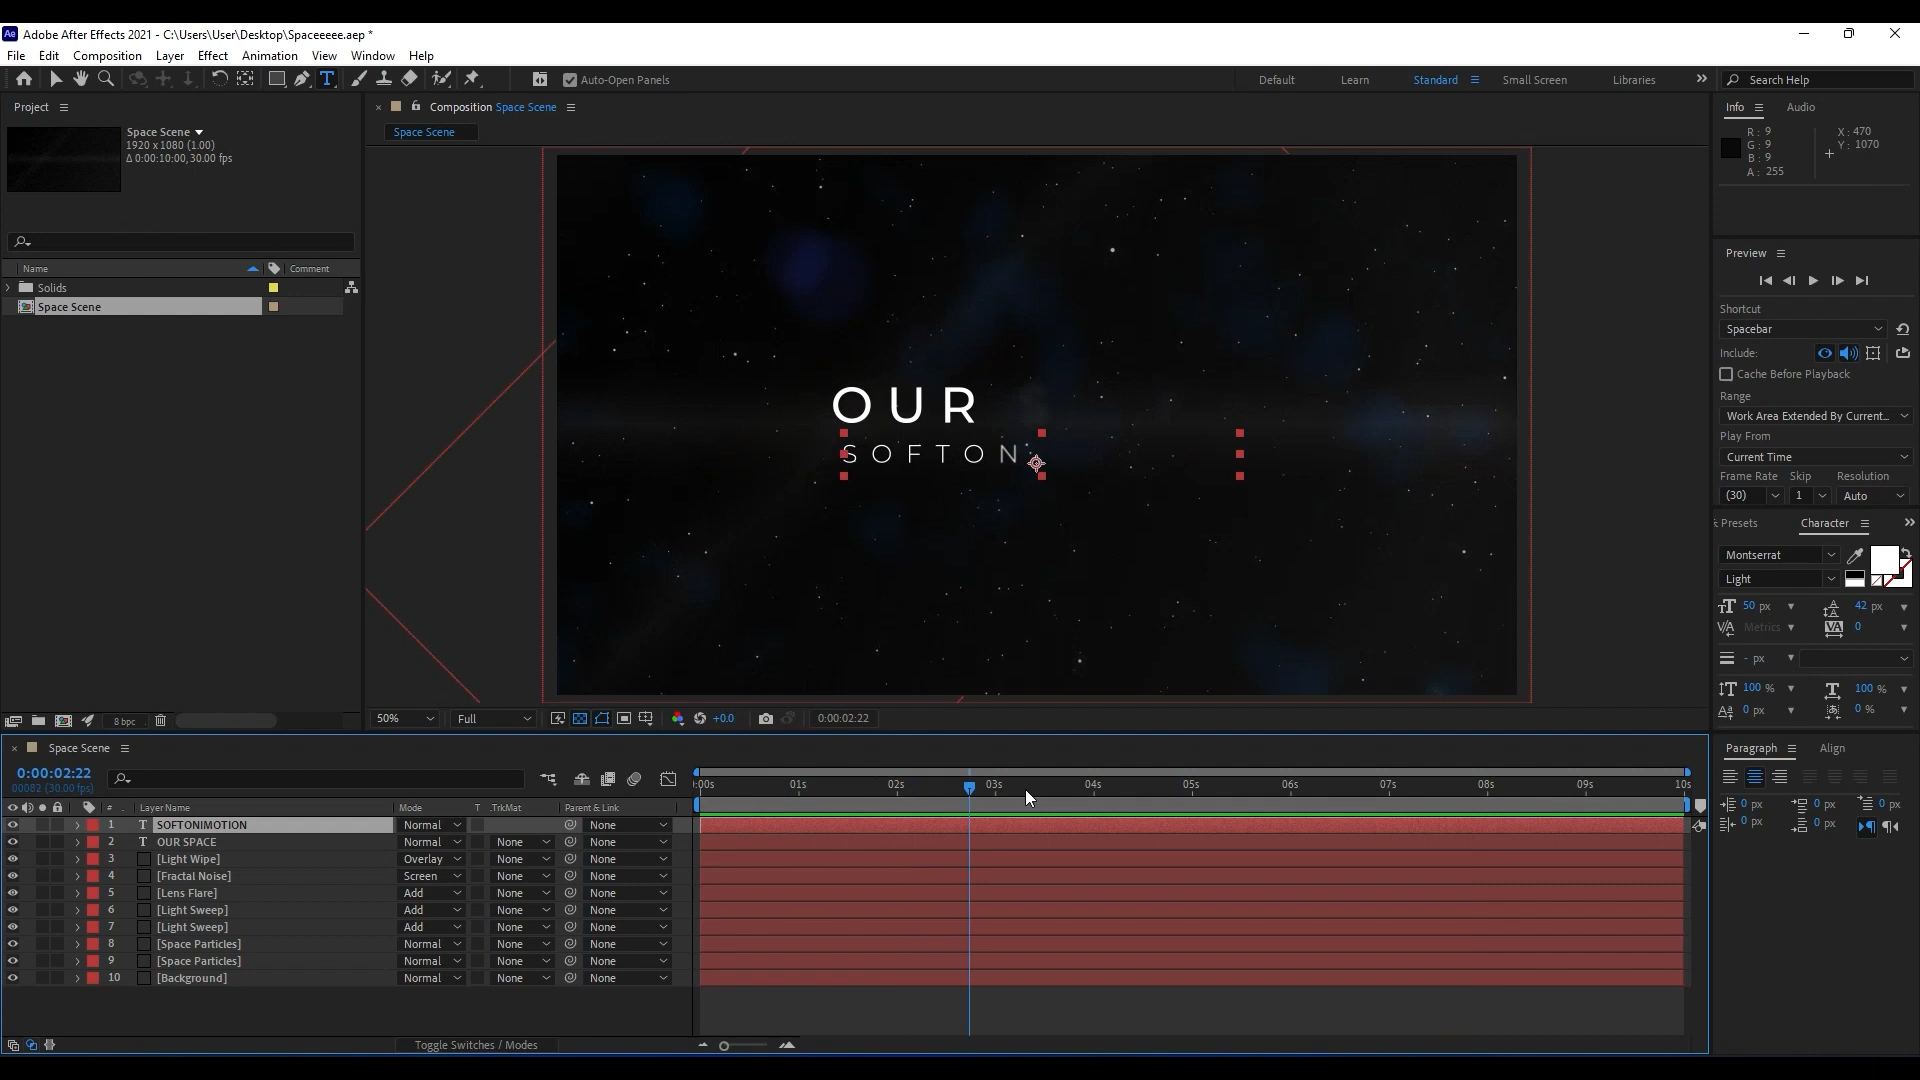 Ae Adobe After Effects 2021 - C:\Users\User\Desktop\Spaceeeee.aep *
File Edit Composition Layer Effect Animation View Window Help
Auto-Open Panels Default Learn Standard Small Screen Libraries Search Help
Project
Composition Space Scene
Info Audio
Space Scene
1920 x 1080 (1.00)
Δ 0:00:10:00, 30.00 fps
Space Scene
R: 9 X: 470
G: 9 Y: 1070
B: 9
A: 255
Name Comment
Solids
Space Scene
OUR
SOFTON
Preview
Shortcut
Spacebar
Include:
Cache Before Playback
Range
Work Area Extended By Current...
Play From
Current Time
Frame Rate Skip Resolution
(30) 1 Auto
Presets Character
Montserrat
Light
50 px 42 px
Metrics 0
- px
100 % 100 %
0 px 0 %
8 bpc
50% Full +0.0 0:00:02:22
Space Scene
0:00:02:22
00082 (30.00 fps)
:00s 01s 02s 03s 04s 05s 06s 07s 08s 09s 10s
# Layer Name Mode T .TrkMat Parent & Link
1 T SOFTONIMOTION Normal None
2 T OUR SPACE Normal None None
3 [Light Wipe] Overlay None None
4 [Fractal Noise] Screen None None
5 [Lens Flare] Add None None
6 [Light Sweep] Add None None
7 [Light Sweep] Add None None
8 [Space Particles] Normal None None
9 [Space Particles] Normal None None
10 [Background] Normal None None
Toggle Switches / Modes
Paragraph Align
0 px 0 px 0 px
0 px 0 px